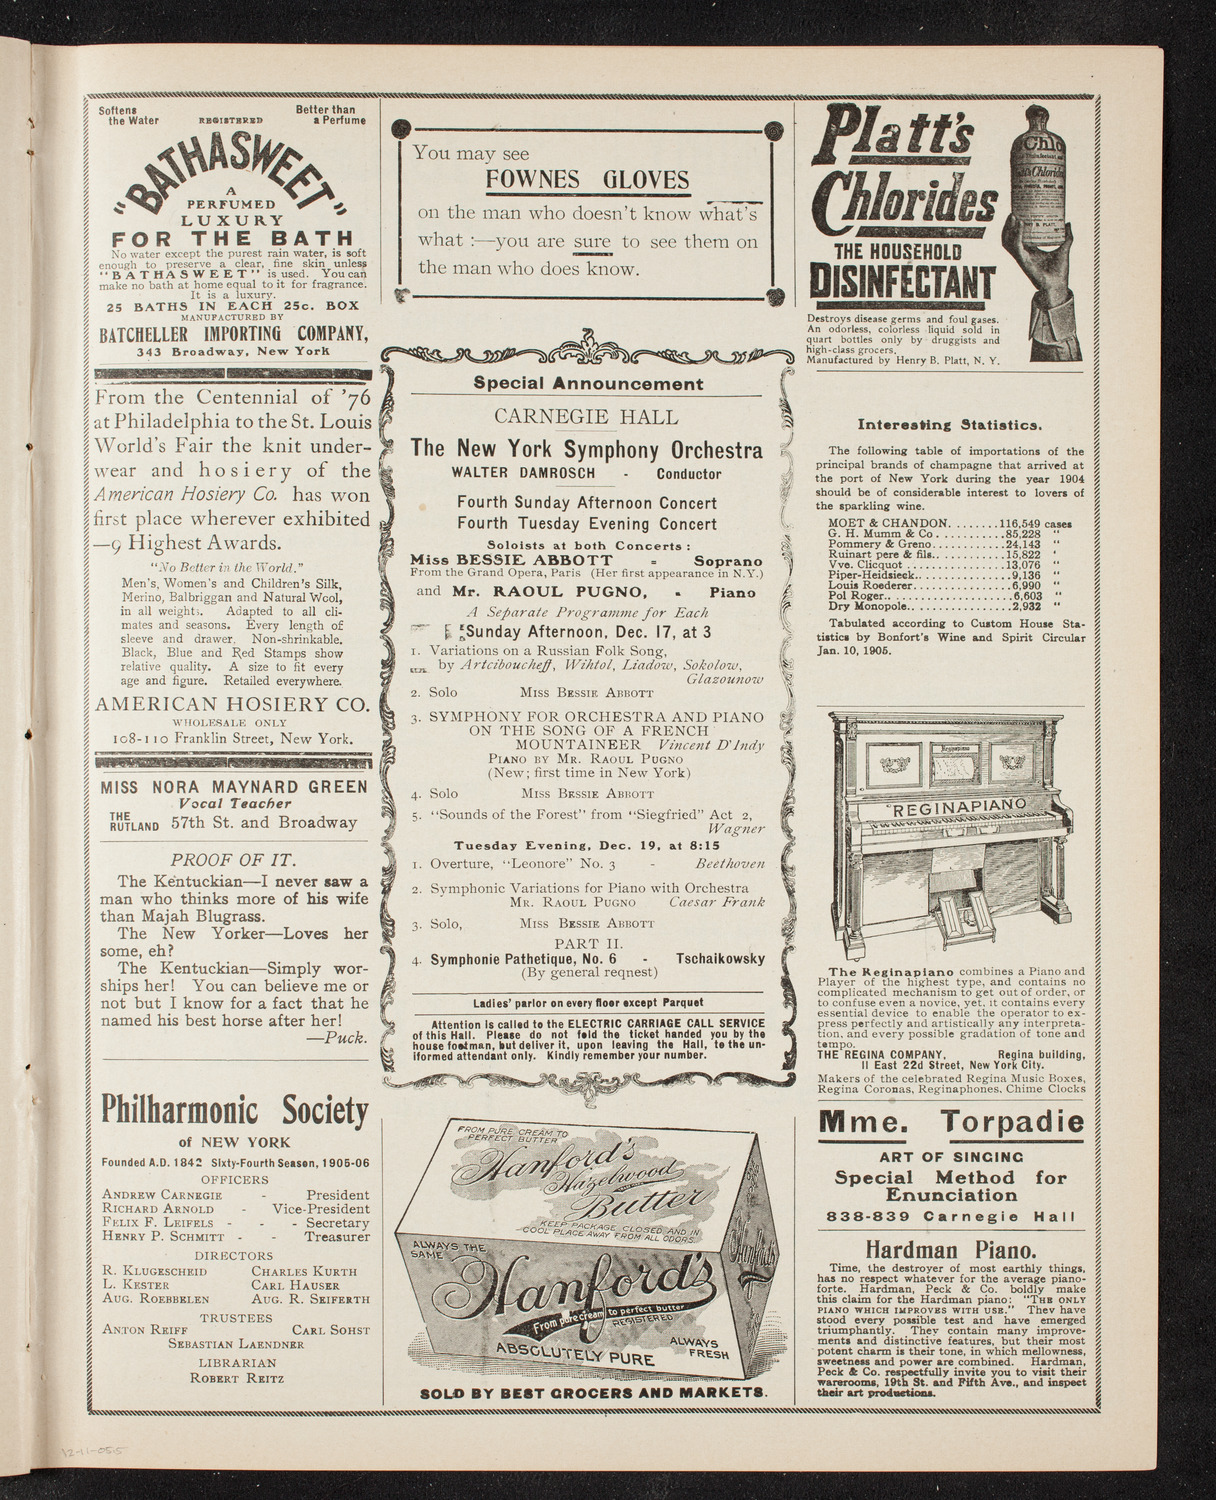 Softens
the Water
REGISTERED
Better than
a Perfume
"BATHASWEET"
A
PERFUMED
LUXURY
FOR THE BATH
No water except the purest rain water, is soft
enough to preserve a clear, fine skin unless
"BATHASWEET" is used. You can
make no bath at home equal to it for fragrance.
It is a luxury.
25 BATHS IN EACH 25c. BOX
MANUFACTURED BY
BATCHELLER IMPORTING COMPANY,
343 Broadway, New York
From the Centennial of '76
at Philadelphia to the St. Louis
World's Fair the knit under-
wear and hosiery of the
American Hosiery Co. has won
first place wherever exhibited
—9 Highest Awards.
"No Better in the World."
Men's, Women's and Children's Silk,
Merino, Balbriggan and Natural Wool,
in all weights. Adapted to all cli-
mates and seasons. Every length of
sleeve and drawer. Non-shrinkable.
Black, Blue and Red Stamps show
relative quality. A size to fit every
age and figure. Retailed everywhere.
AMERICAN HOSIERY CO.
WHOLESALE ONLY
108-110 Franklin Street, New York.
MISS NORA MAYNARD GREEN
Vocal Teacher
THE RUTLAND 57th St. and Broadway
PROOF OF IT.
The Kentuckian—I never saw a
man who thinks more of his wife
than Majah Blugrass.
The New Yorker—Loves her
some, eh?
The Kentuckian—Simply wor-
ships her! You can believe me or
not but I know for a fact that he
named his best horse after her!
—Puck.
Philharmonic Society
of NEW YORK
Founded A.D. 1842 Sixty-Fourth Season, 1905-06
OFFICERS
ANDREW CARNEGIE - President
RICHARD ARNOLD - Vice-President
FELIX F. LEIFELS - - - Secretary
HENRY P. SCHMITT - - Treasurer
DIRECTORS
R. KLUGESCHEID CHARLES KURTH
L. KESTER CARL HAUSER
AUG. ROEBBELEN AUG. R. SEIFERTH
TRUSTEES
ANTON REIFF CARL SOHST
SEBASTIAN LAENDNER
LIBRARIAN
ROBERT REITZ
You may see
FOWNES GLOVES
on the man who doesn't know what's
what :—you are sure to see them on
the man who does know.
Special Announcement
CARNEGIE HALL
The New York Symphony Orchestra
WALTER DAMROSCH - Conductor
Fourth Sunday Afternoon Concert
Fourth Tuesday Evening Concert
Soloists at both Concerts:
Miss BESSIE ABBOTT - Soprano
From the Grand Opera, Paris (Her first appearance in N.Y.)
and Mr. RAOUL PUGNO, - Piano
A Separate Programme for Each
Sunday Afternoon, Dec. 17, at 3
1. Variations on a Russian Folk Song,
by Artciboucheff, Wihtol, Liadow, Sokolow,
Glazounow
2. Solo MISS BESSIE ABBOTT
3. SYMPHONY FOR ORCHESTRA AND PIANO
ON THE SONG OF A FRENCH
MOUNTAINEER Vincent D'Indy
PIANO BY MR. RAOUL PUGNO
(New; first time in New York)
4. Solo MISS BESSIE ABBOTT
5. "Sounds of the Forest" from "Siegfried" Act 2,
Wagner
Tuesday Evening, Dec. 19, at 8:15
1. Overture, "Leonore" No. 3 - Beethoven
2. Symphonic Variations for Piano with Orchestra
MR. RAOUL PUGNO Caesar Frank
3. Solo, MISS BESSIE ABBOTT
PART II.
4. Symphonie Pathetique, No. 6 - Tschaikowsky
(By general reqnest)
Ladies' parlor on every floor except Parquet
Attention is called to the ELECTRIC CARRIAGE CALL SERVICE
of this Hall. Please do not fold the ticket handed you by the
house footman, but deliver it, upon leaving the Hall, to the un-
iformed attendant only. Kindly remember your number.
FROM PURE CREAM TO
PERFECT BUTTER
Hanford's
Hazelwood
Butter
KEEP PACKAGE CLOSED AND IN
COOL PLACE AWAY FROM ALL ODORS.
ALWAYS THE
SAME
Hanford's
From pure cream to perfect butter
REGISTERED
ABSOLUTELY PURE
ALWAYS
FRESH
Hanford's
SOLD BY BEST GROCERS AND MARKETS.
Platt's
Chlorides
THE HOUSEHOLD
DISINFECTANT
Destroys disease germs and foul gases.
An odorless, colorless liquid sold in
quart bottles only by druggists and
high-class grocers.
Manufactured by Henry B. Platt, N. Y.
Interesting Statistics.
The following table of importations of the
principal brands of champagne that arrived at
the port of New York during the year 1904
should be of considerable interest to lovers of
the sparkling wine.
MOET & CHANDON........116,549 cases
G. H. Mumm & Co...........85,228 "
Pommery & Greno...........24,143 "
Ruinart pere & fils...........15,822 '
Vve. Clicquot................13,076 "
Piper-Heidsieck..............9,136 "
Louis Roederer...............6,990 "
Pol Roger....................6,603 "
Dry Monopole................2,932 "
Tabulated according to Custom House Sta-
tistics by Bonfort's Wine and Spirit Circular
Jan. 10, 1905.
Reginapiano
"REGINAPIANO
The Reginapiano combines a Piano and
Player of the highest type, and contains no
complicated mechanism to get out of order, or
to confuse even a novice, yet, it contains every
essential device to enable the operator to ex-
press perfectly and artistically any interpreta-
tion, and every possible gradation of tone and
tempo.
THE REGINA COMPANY, Regina building,
11 East 22d Street, New York City.
Makers of the celebrated Regina Music Boxes,
Regina Coronas, Reginaphones, Chime Clocks
Mme. Torpadie
ART OF SINGING
Special Method for
Enunciation
838-839 Carnegie Hall
Hardman Piano.
Time, the destroyer of most earthly things,
has no respect whatever for the average piano-
forte. Hardman, Peck & Co. boldly make
this claim for the Hardman piano: "THE ONLY
PIANO WHICH IMPROVES WITH USE." They have
stood every possible test and have emerged
triumphantly. They contain many improve-
ments and distinctive features, but their most
potent charm is their tone, in which mellowness,
sweetness and power are combined. Hardman,
Peck & Co. respectfully invite you to visit their
warerooms, 19th St. and Fifth Ave., and inspect
their art productions.
12-11-05.5